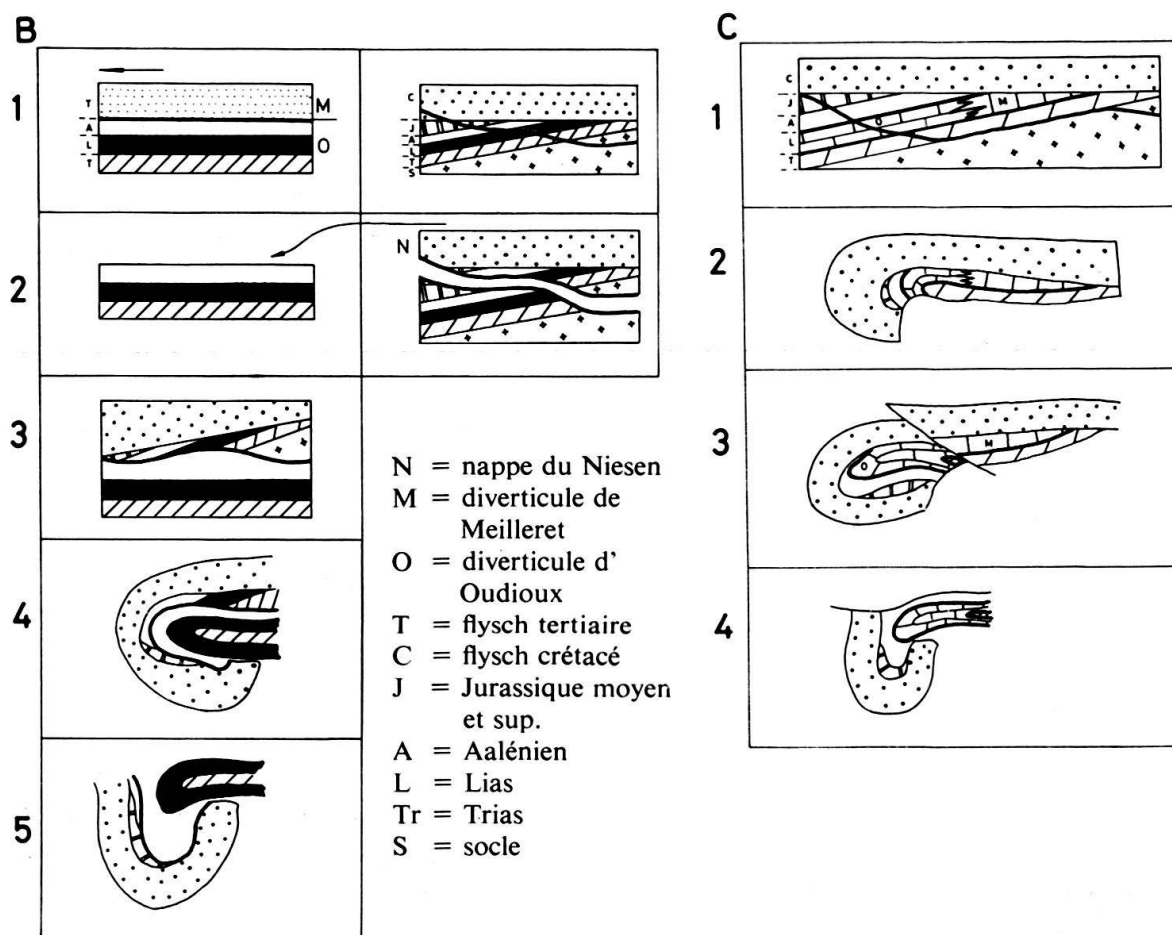 B
1
T
A
L
T
M
O
C
J
A
L
T
S
2
N
3
4
5
N = nappe du Niesen
M = diverticule de
Meilleret
O = diverticule d'
Oudioux
T = flysch tertiaire
C = flysch crétacé
J = Jurassique moyen
et sup.
A = Aalénien
L = Lias
Tr = Trias
S = socle
C
1
C
J
A
L
T
O
M
2
3
O
M
4